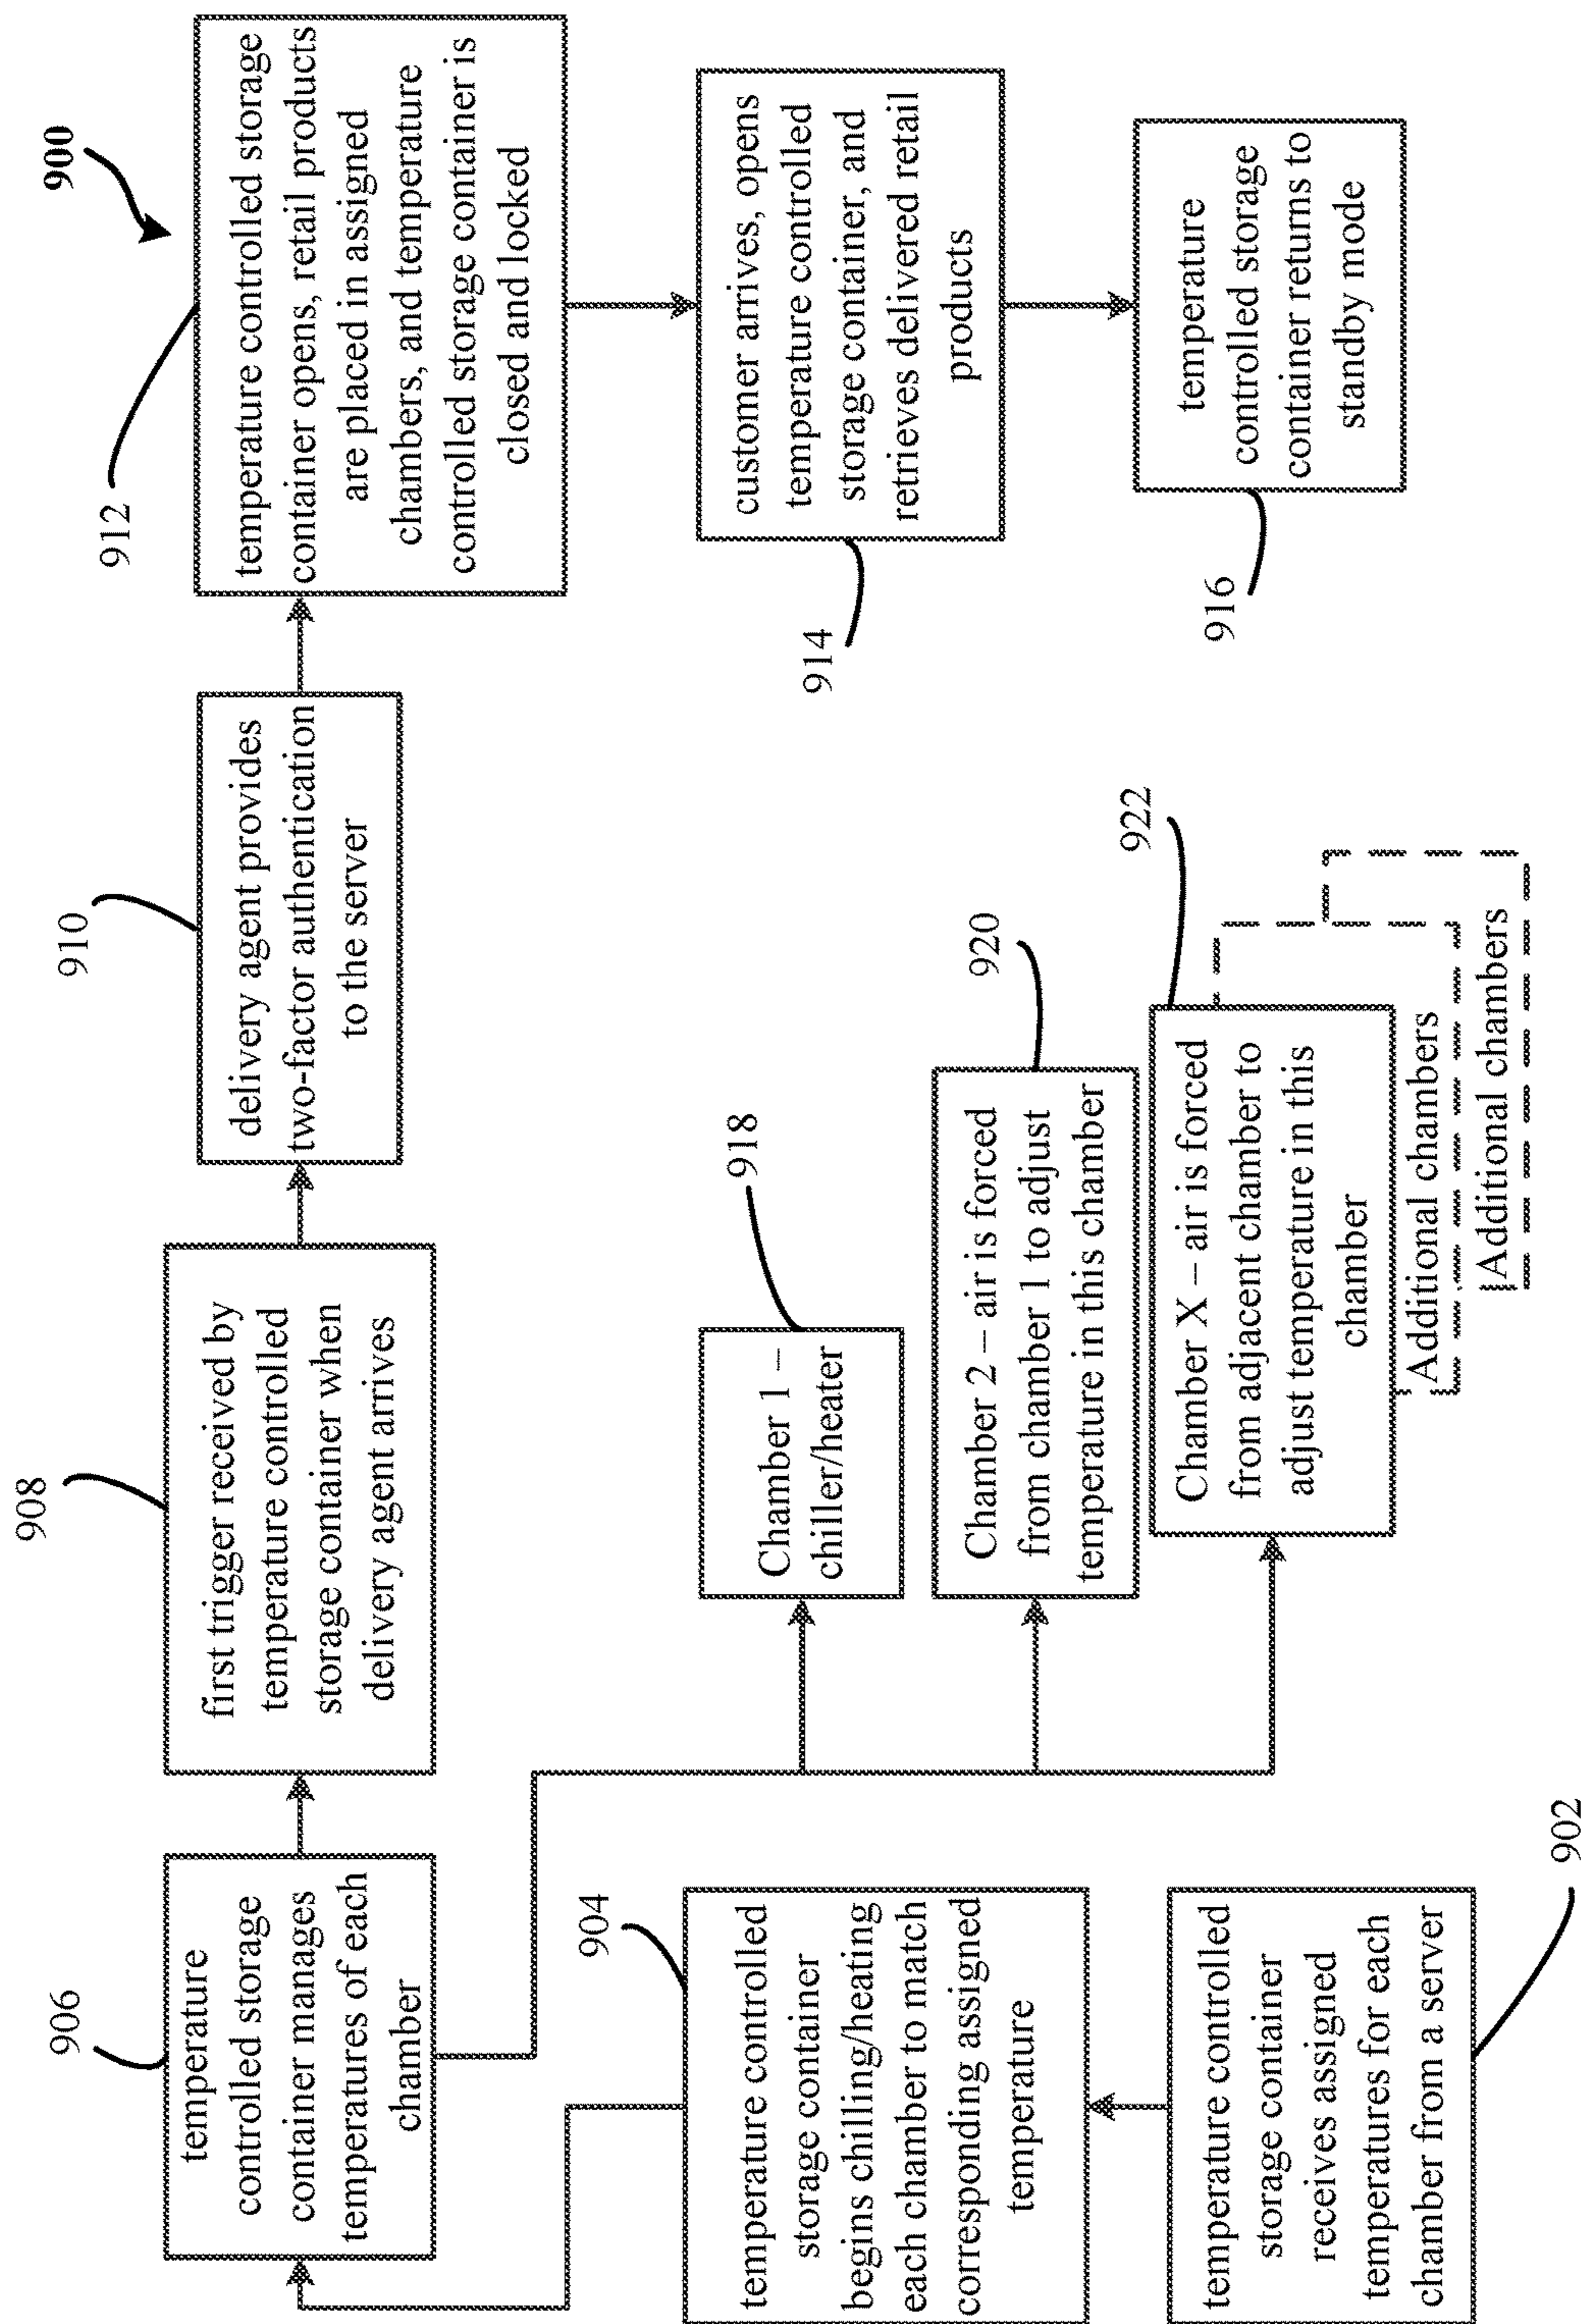 900
902
temperature controlled
storage container
receives assigned
temperatures for each
chamber from a server
904
temperature controlled
storage container
begins chilling/heating
each chamber to match
corresponding assigned
temperature
906
temperature
controlled storage
container manages
temperatures of each
chamber
908
first trigger received by
temperature controlled
storage container when
delivery agent arrives
910
delivery agent provides
two-factor authentication
to the server
912
temperature controlled storage
container opens, retail products
are placed in assigned
chambers, and temperature
controlled storage container is
closed and locked
914
customer arrives, opens
temperature controlled
storage container, and
retrieves delivered retail
products
916
temperature
controlled storage
container returns to
standby mode
918
Chamber 1 –
chiller/heater
920
Chamber 2 – air is forced
from chamber 1 to adjust
temperature in this chamber
922
Chamber X – air is forced
from adjacent chamber to
adjust temperature in this
chamber
Additional chambers
Additional chambers